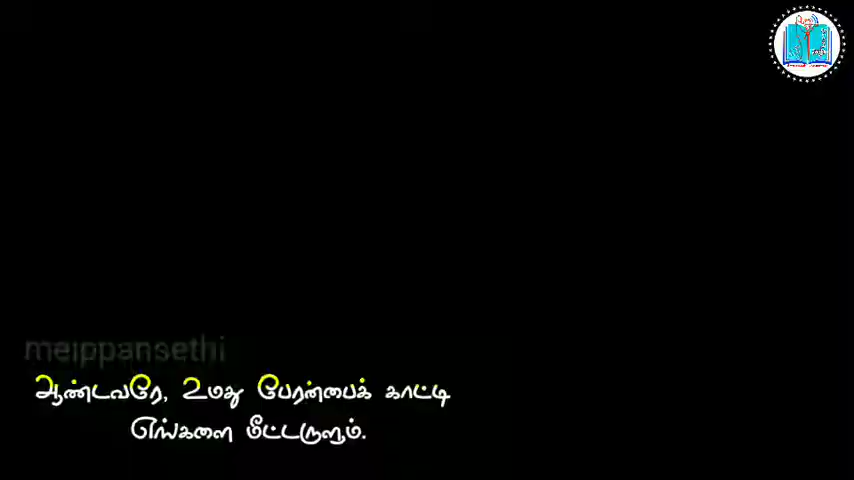 meippansethi
ஆண்டவரே, உமது பேரன்பைக் காட்டி
எங்களை மீட்டருளும்.